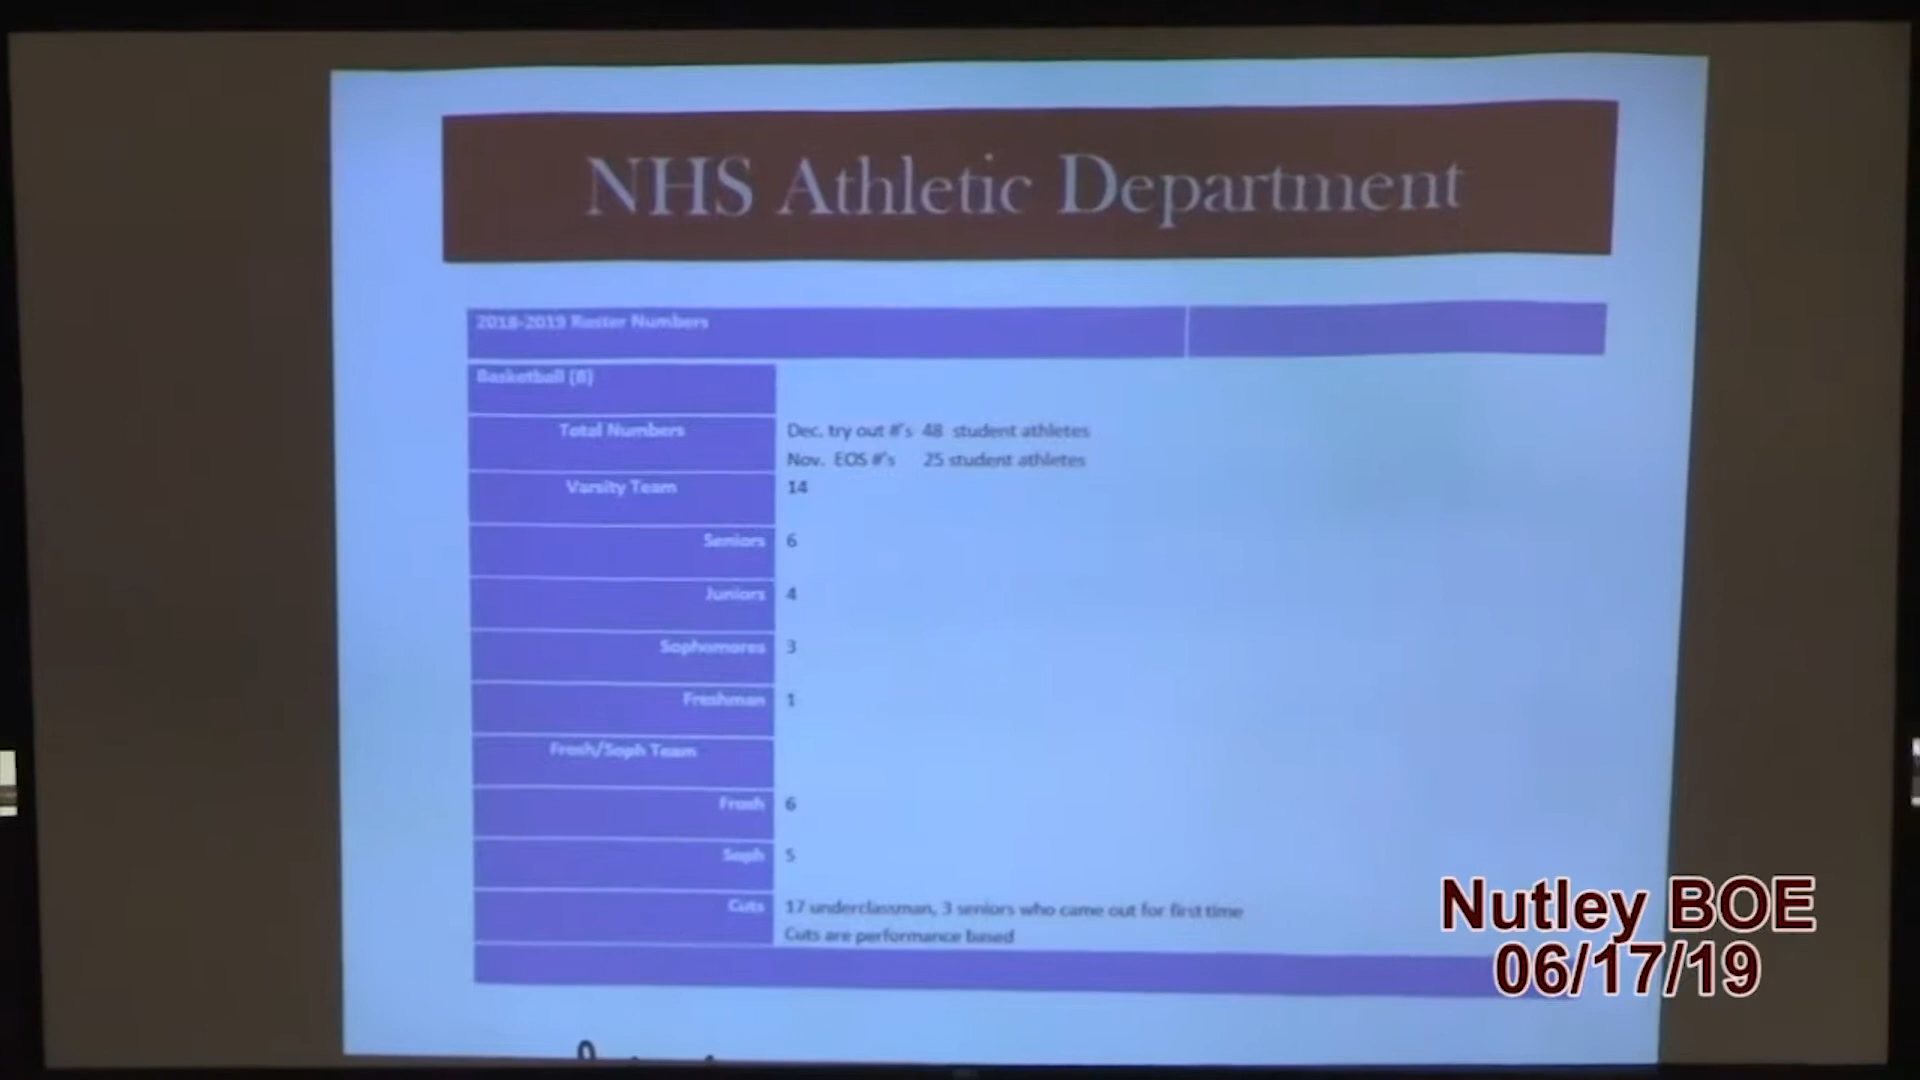 NHS Athletic Department
2018-2019 Roster Numbers
Basketball (B)
Total Numbers Dec. try out #'s 48 student athletes
Nov. EOS #'s 25 student athletes
Varsity Team 14
Seniors 6
Juniors 4
Sophomores 3
Freshman 1
Frosh/Soph Team
Frosh 6
Soph 5
Cuts 17 underclassman, 3 seniors who came out for first time
Cuts are performance based
Nutley BOE
06/17/19